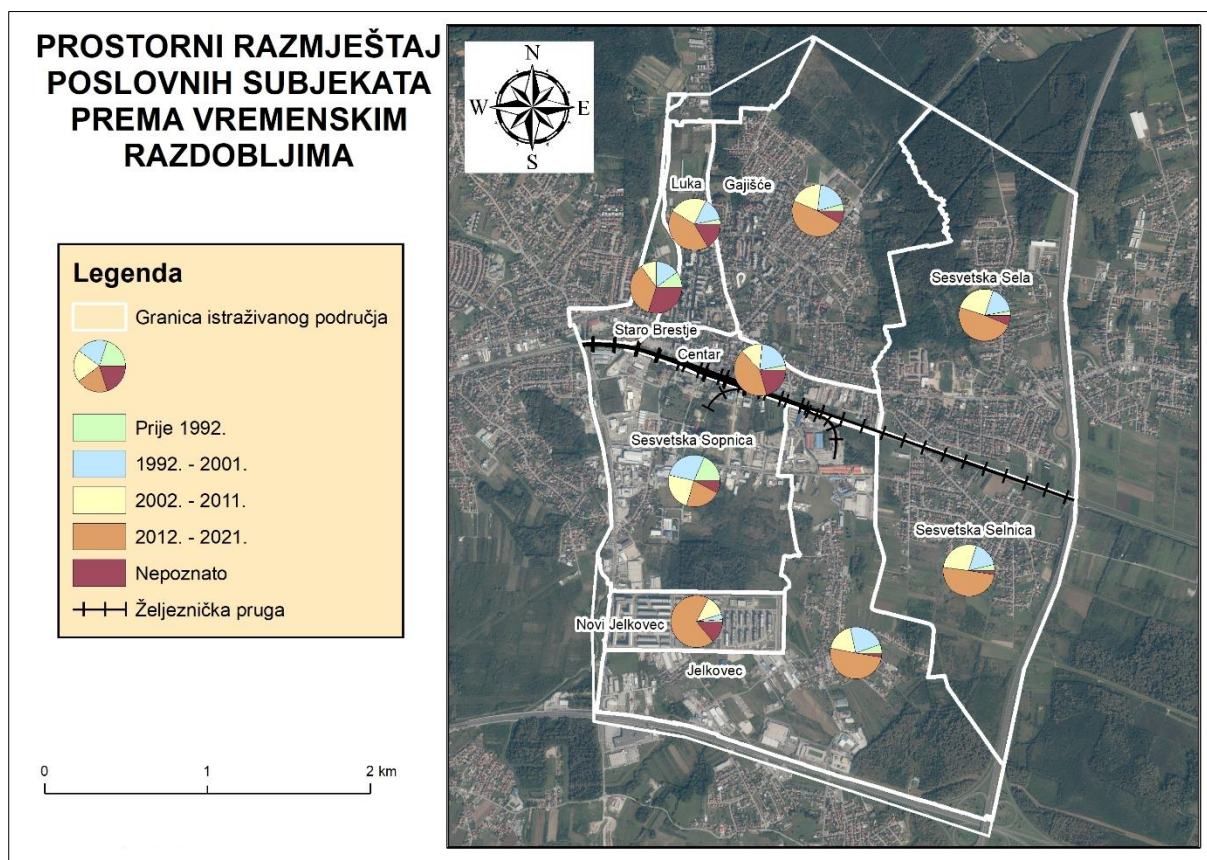 PROSTORNI RAZMJEŠTAJ
POSLOVNIH SUBJEKATA
PREMA VREMENSKIM
RAZDOBLJIMA
Legenda
Granica istraživanog područja
Prije 1992.
1992. - 2001.
2002. - 2011.
2012. - 2021.
Nepoznato
Željeznička pruga
0 1 2 km
N
W E
S
Luka
Gajišće
Sesvetska Sela
Staro Brestje
Centar
Sesvetska Sopnica
Sesvetska Selnica
Novi Jelkovec
Jelkovec